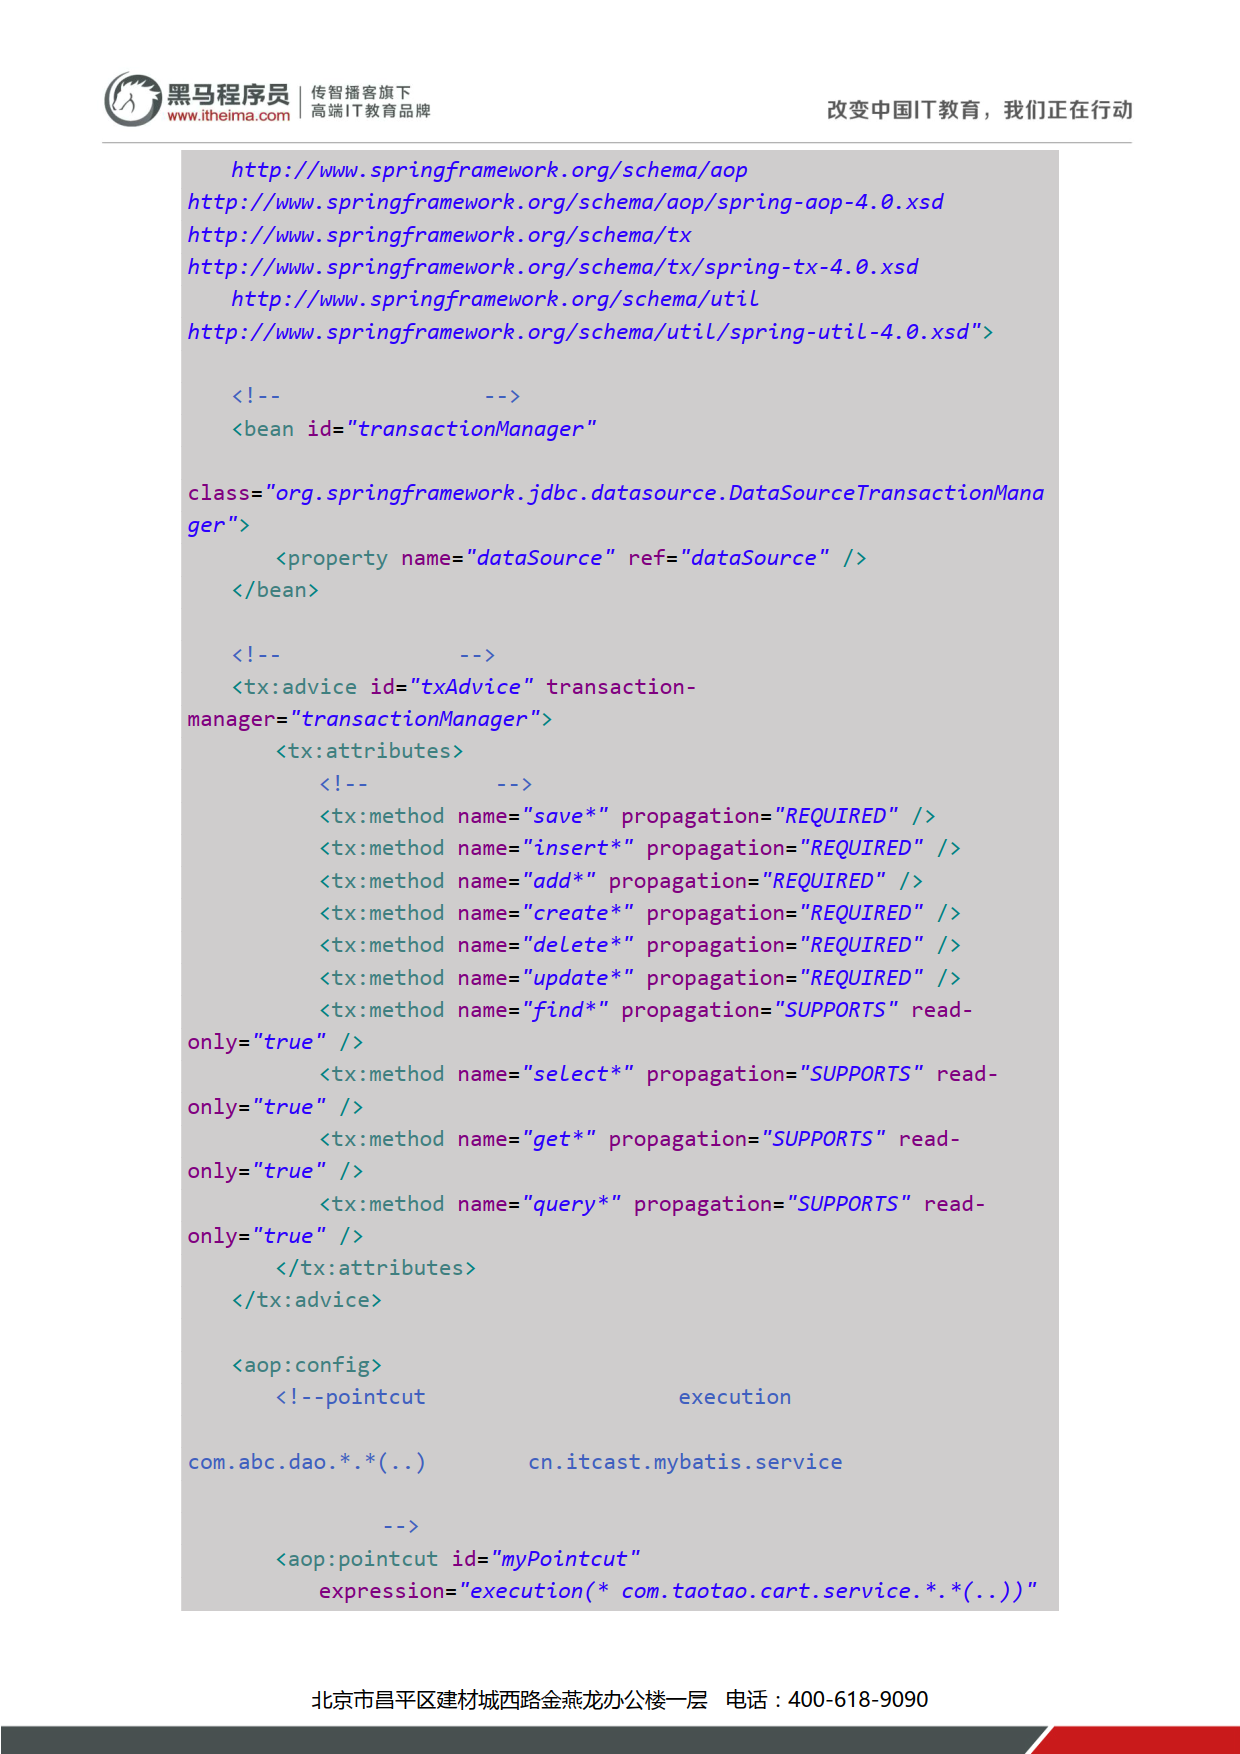 黑马程序员
www.itheima.com
传智播客旗下
高端IT教育品牌
改变中国IT教育，我们正在行动
http://www.springframework.org/schema/aop
http://www.springframework.org/schema/aop/spring-aop-4.0.xsd
http://www.springframework.org/schema/tx
http://www.springframework.org/schema/tx/spring-tx-4.0.xsd
http://www.springframework.org/schema/util
http://www.springframework.org/schema/util/spring-util-4.0.xsd">
<!-- -->
<bean id="transactionManager"
class="org.springframework.jdbc.datasource.DataSourceTransactionMana
ger">
<property name="dataSource" ref="dataSource" />
</bean>
<!-- -->
<tx:advice id="txAdvice" transaction-
manager="transactionManager">
<tx:attributes>
<!-- -->
<tx:method name="save*" propagation="REQUIRED" />
<tx:method name="insert*" propagation="REQUIRED" />
<tx:method name="add*" propagation="REQUIRED" />
<tx:method name="create*" propagation="REQUIRED" />
<tx:method name="delete*" propagation="REQUIRED" />
<tx:method name="update*" propagation="REQUIRED" />
<tx:method name="find*" propagation="SUPPORTS" read-
only="true" />
<tx:method name="select*" propagation="SUPPORTS" read-
only="true" />
<tx:method name="get*" propagation="SUPPORTS" read-
only="true" />
<tx:method name="query*" propagation="SUPPORTS" read-
only="true" />
</tx:attributes>
</tx:advice>
<aop:config>
<!--pointcut execution
com.abc.dao.*.*(..) cn.itcast.mybatis.service
-->
<aop:pointcut id="myPointcut"
expression="execution(* com.taotao.cart.service.*.*(..))"
北京市昌平区建材城西路金燕龙办公楼一层 电话：400-618-9090